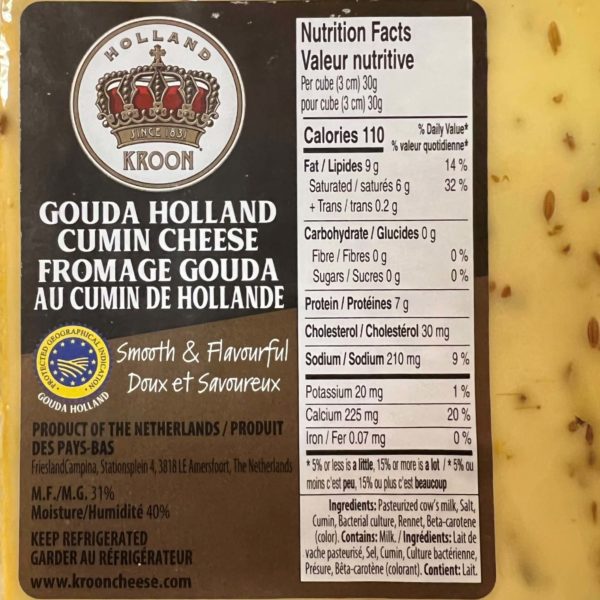 HOLLAND
SINCE 1831
KROON
GOUDA HOLLAND
CUMIN CHEESE
FROMAGE GOUDA
AU CUMIN DE HOLLANDE
PROTECTED GEOGRAPHICAL INDICATION
GOUDA HOLLAND
Smooth & Flavourful
Doux et Savoureux
PRODUCT OF THE NETHERLANDS / PRODUIT
DES PAYS-BAS
FrieslandCampina, Stationsplein 4, 3818 LE Amersfoort, The Netherlands
M.F./M.G. 31%
Moisture/Humidité 40%
KEEP REFRIGERATED
GARDER AU RÉFRIGÉRATEUR
www.krooncheese.com
Nutrition Facts
Valeur nutritive
Per cube (3 cm) 30g
pour cube (3 cm) 30g
Calories 110 % Daily Value*
% valeur quotidienne*
Fat / Lipides 9 g 14 %
Saturated / saturés 6 g 32 %
+ Trans / trans 0.2 g
Carbohydrate / Glucides 0 g
Fibre / Fibres 0 g 0 %
Sugars / Sucres 0 g 0 %
Protein / Protéines 7 g
Cholesterol / Cholestérol 30 mg
Sodium / Sodium 210 mg 9 %
Potassium 20 mg 1 %
Calcium 225 mg 20 %
Iron / Fer 0.07 mg 0 %
* 5% or less is a little, 15% or more is a lot / * 5% ou
moins c'est peu, 15% ou plus c'est beaucoup
Ingredients: Pasteurized cow's milk, Salt,
Cumin, Bacterial culture, Rennet, Beta-carotene
(color). Contains: Milk. / Ingrédients: Lait de
vache pasteurisé, Sel, Cumin, Culture bactérienne,
Présure, Bêta-carotène (colorant). Contient: Lait.